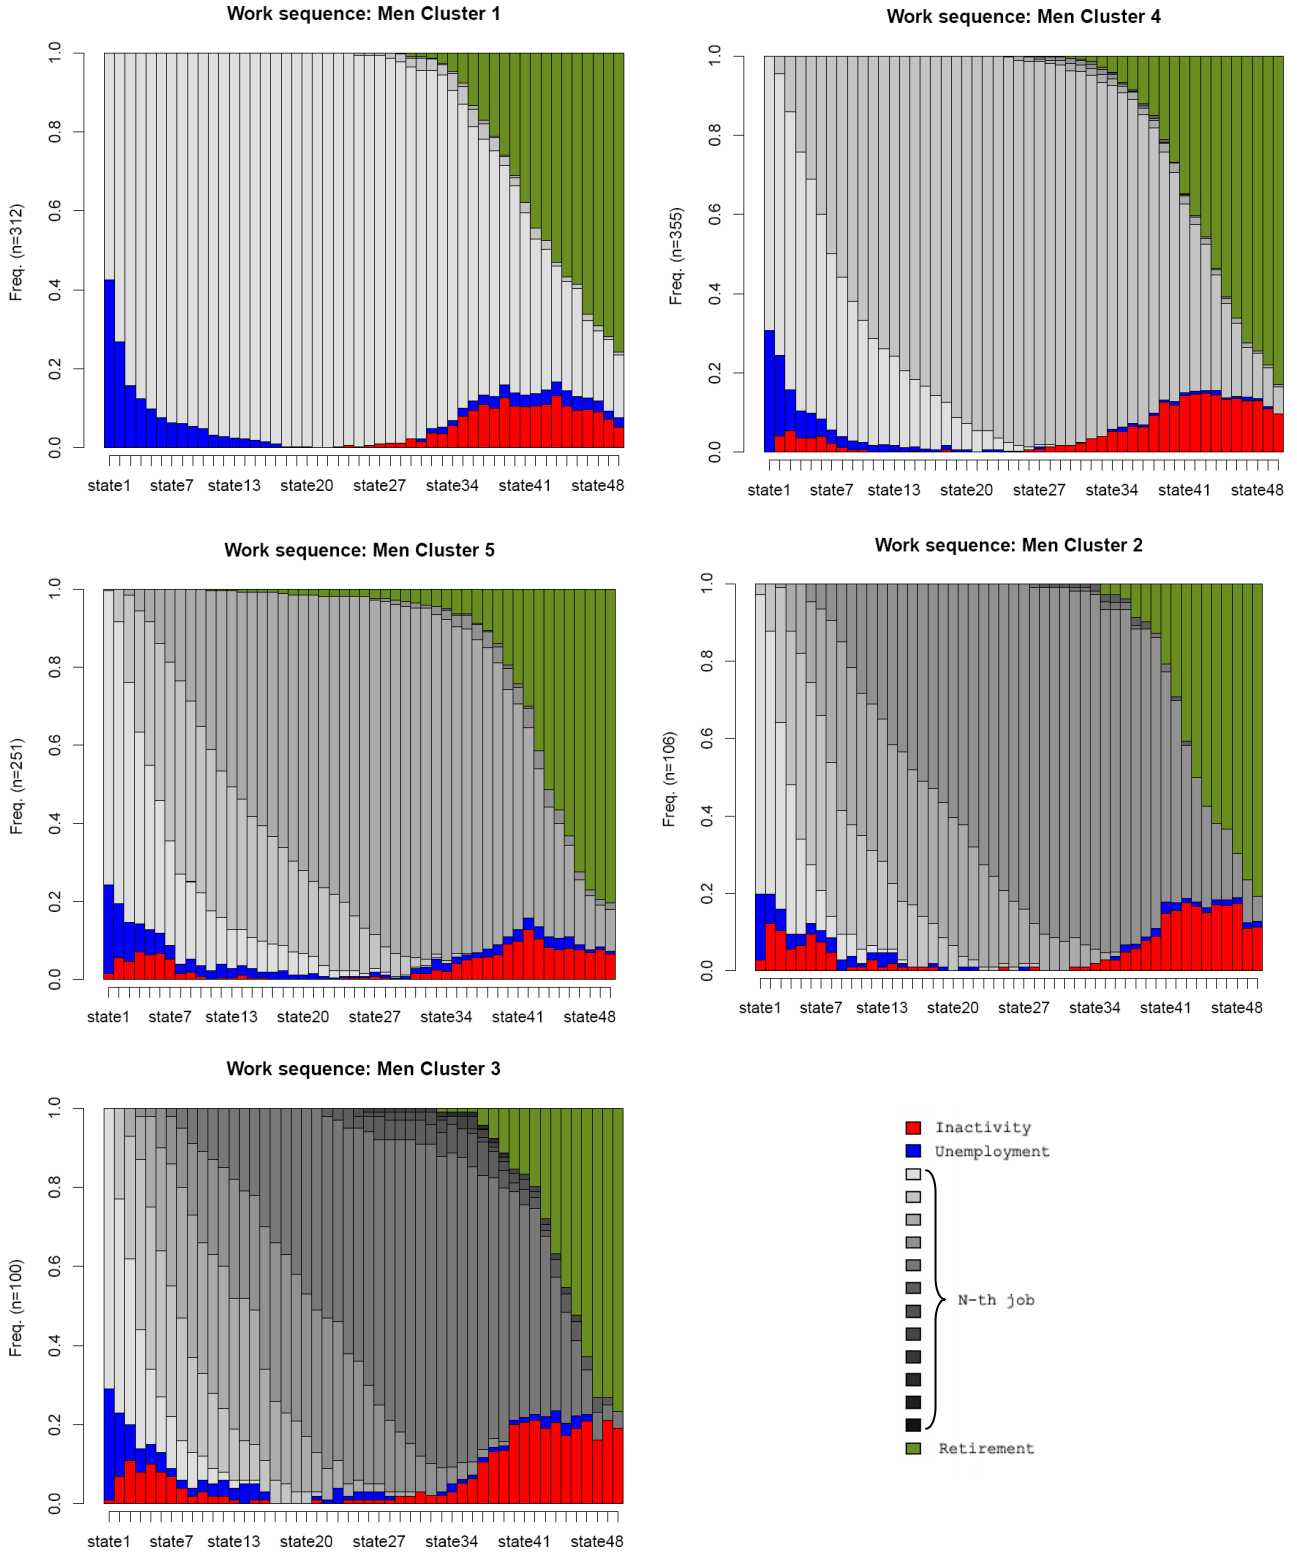 Work sequence: Men Cluster 1
Freq. (n=312)
0.0 0.2 0.4 0.6 0.8 1.0
state1 state7 state13 state20 state27 state34 state41 state48
Work sequence: Men Cluster 4
Freq. (n=355)
0.0 0.2 0.4 0.6 0.8 1.0
state1 state7 state13 state20 state27 state34 state41 state48
Work sequence: Men Cluster 5
Freq. (n=251)
0.0 0.2 0.4 0.6 0.8 1.0
state1 state7 state13 state20 state27 state34 state41 state48
Work sequence: Men Cluster 2
Freq. (n=106)
0.0 0.2 0.4 0.6 0.8 1.0
state1 state7 state13 state20 state27 state34 state41 state48
Work sequence: Men Cluster 3
Freq. (n=100)
0.0 0.2 0.4 0.6 0.8 1.0
state1 state7 state13 state20 state27 state34 state41 state48
Inactivity
Unemployment
N-th job
Retirement